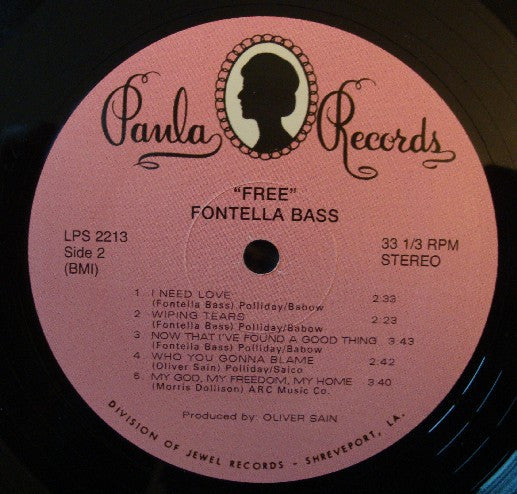 Paula Records
"FREE"
FONTELLA BASS
LPS 2213
Side 2
(BMI)
33 1/3 RPM
STEREO
1. I NEED LOVE 2:33
(Fontella Bass) Polliday/Babow
2. WIPING TEARS 2:23
(Fontella Bass) Polliday/Babow
3. NOW THAT I'VE FOUND A GOOD THING 3:43
(Fontella Bass) Polliday/Babow
4. WHO YOU GONNA BLAME 2:42
(Oliver Sain) Polliday/Saico
5. MY GOD, MY FREEDOM, MY HOME 3:40
(Morris Dollison) ARC Music Co.
Produced by: OLIVER SAIN
DIVISION OF JEWEL RECORDS - SHREVEPORT, LA.